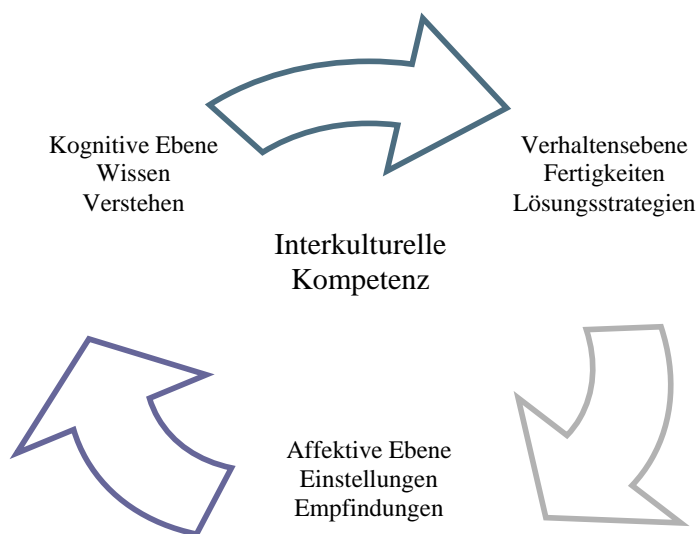 Kognitive Ebene
Wissen
Verstehen
Verhaltensebene
Fertigkeiten
Lösungsstrategien
Interkulturelle
Kompetenz
Affektive Ebene
Einstellungen
Empfindungen